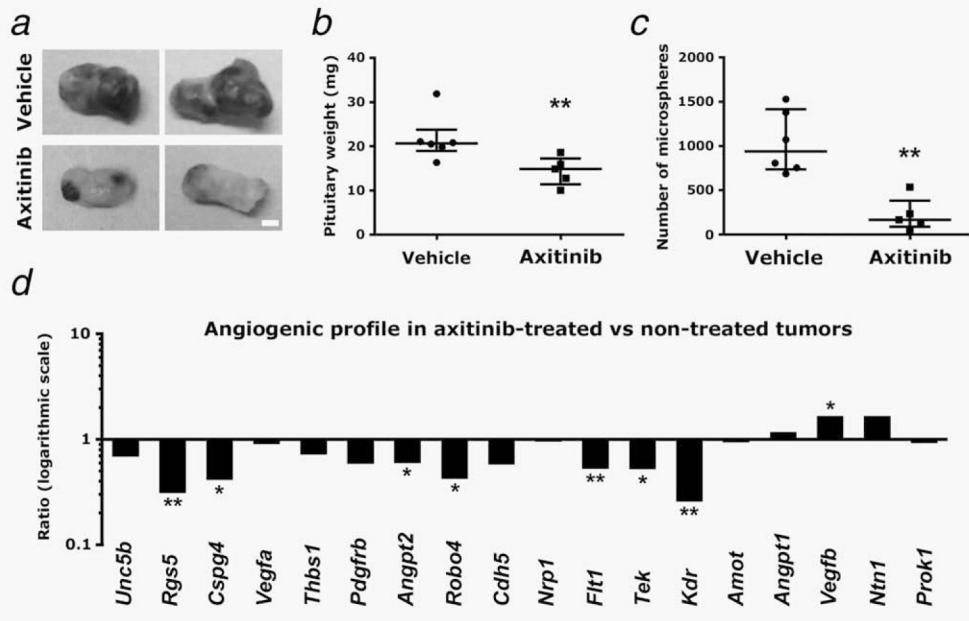 a
Vehicle
Axitinib
b
Pituitary weight (mg)
40
30
20
10
0
**
Vehicle Axitinib
c
Number of microspheres
2000
1500
1000
500
0
**
Vehicle Axitinib
d
Angiogenic profile in axitinib-treated vs non-treated tumors
Ratio (logarithmic scale)
10
1
0.1
** * * * ** * ** *
Unc5b Rgs5 Cspg4 Vegfa Thbs1 Pdgfrb Angpt2 Robo4 Cdh5 Nrp1 Flt1 Tek Kdr Amot Angpt1 Vegfb Ntn1 Prok1